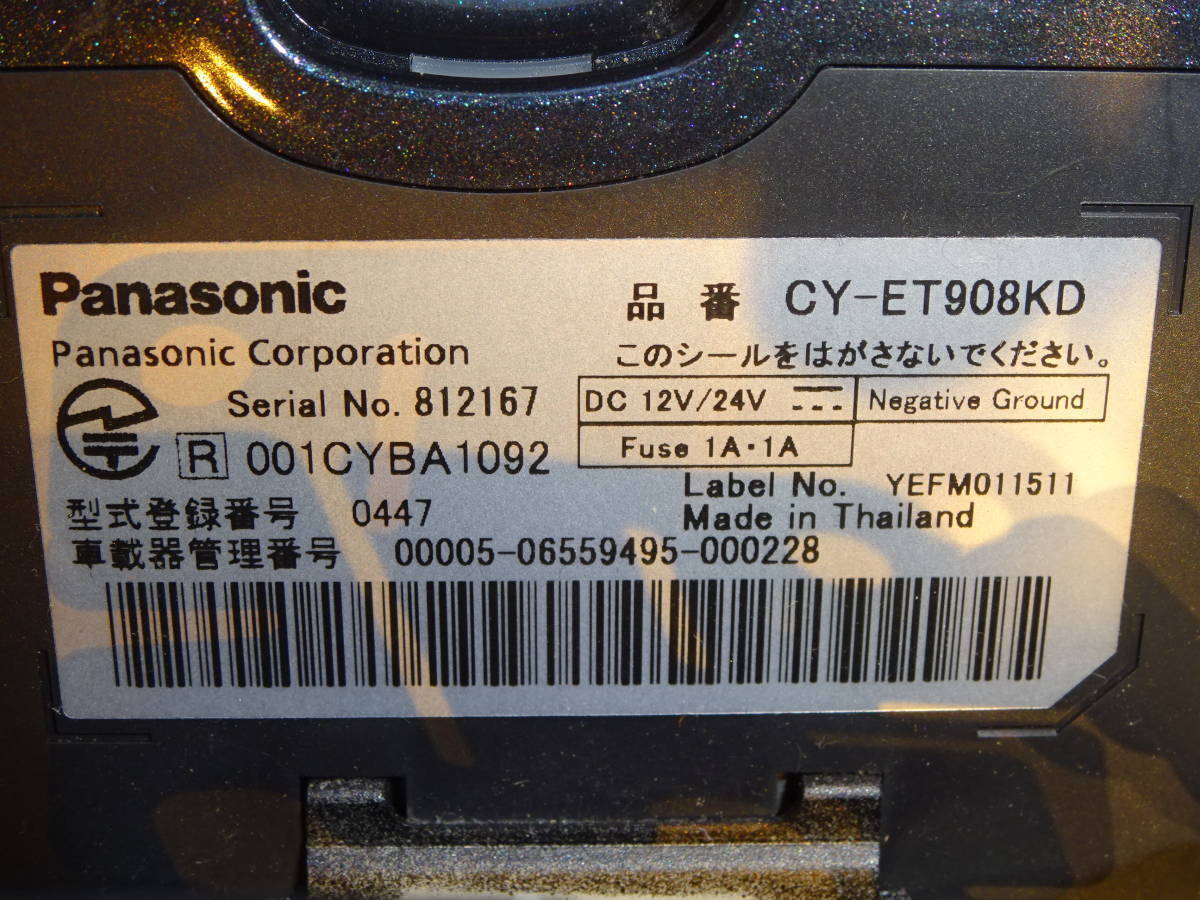 Panasonic
品番 CY-ET908KD
Panasonic Corporation
このシールをはがさないでください。
Serial No. 812167
DC 12V/24V
Negative Ground
R 001CYBA1092
Fuse 1A・1A
Label No. YEFM011511
型式登録番号 0447
Made in Thailand
車載器管理番号 00005-06559495-000228